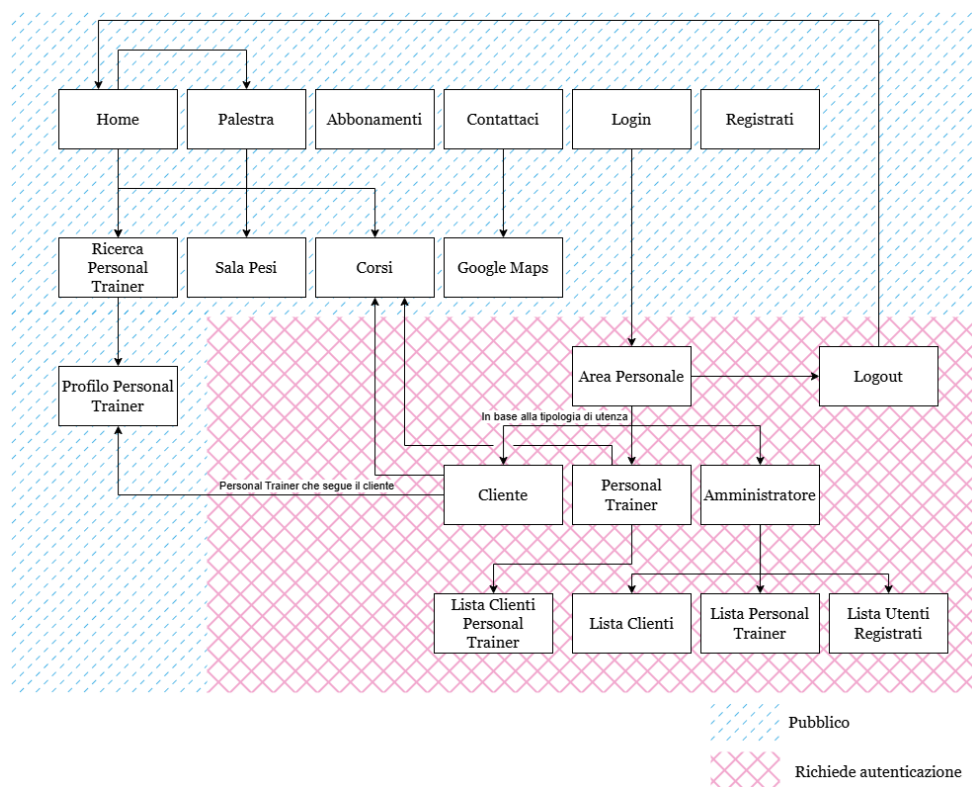 Home
Palestra
Abbonamenti
Contattaci
Login
Registrati
Ricerca
Personal
Trainer
Sala Pesi
Corsi
Google Maps
Profilo Personal
Trainer
Area Personale
Logout
In base alla tipologia di utenza
Personal Trainer che segue il cliente
Cliente
Personal
Trainer
Amministratore
Lista Clienti
Personal
Trainer
Lista Clienti
Lista Personal
Trainer
Lista Utenti
Registrati
Pubblico
Richiede autenticazione